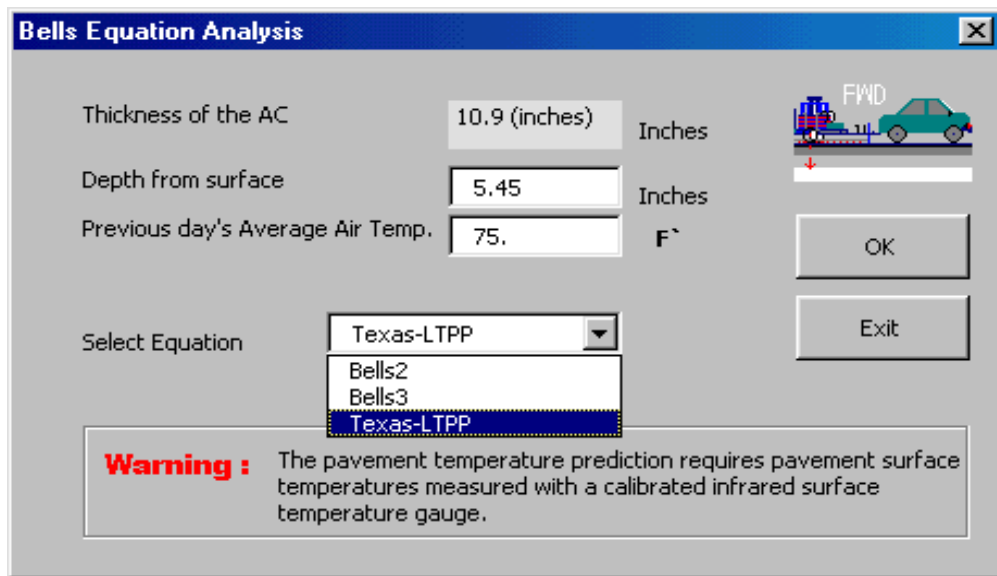 Bells Equation Analysis
FWD
Thickness of the AC 10.9 (inches) Inches
Depth from surface 5.45 Inches
Previous day's Average Air Temp. 75. F`
OK
Select Equation Texas-LTPP Exit
Bells2
Bells3
Texas-LTPP
Warning : The pavement temperature prediction requires pavement surface
temperatures measured with a calibrated infrared surface
temperature gauge.